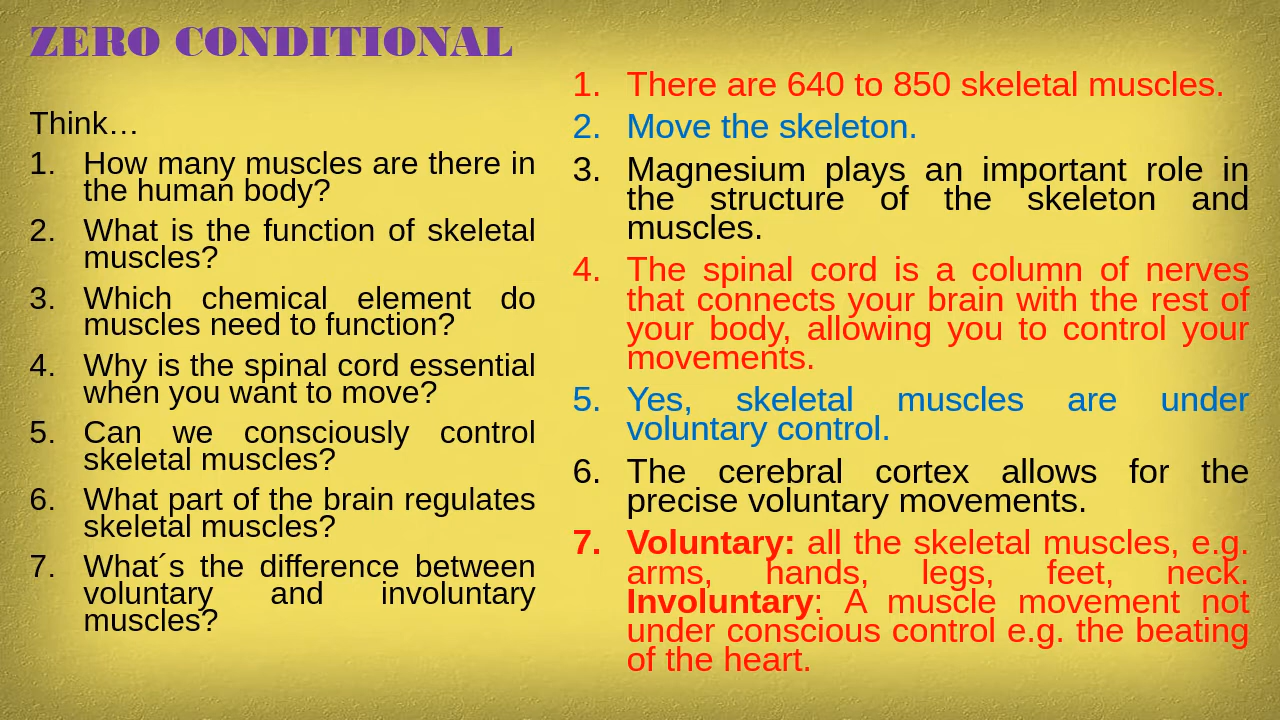 ZERO CONDITIONAL
Think…
1. How many muscles are there in
the human body?
2. What is the function of skeletal
muscles?
3. Which chemical element do
muscles need to function?
4. Why is the spinal cord essential
when you want to move?
5. Can we consciously control
skeletal muscles?
6. What part of the brain regulates
skeletal muscles?
7. What´s the difference between
voluntary and involuntary
muscles?
1. There are 640 to 850 skeletal muscles.
2. Move the skeleton.
3. Magnesium plays an important role in
the structure of the skeleton and
muscles.
4. The spinal cord is a column of nerves
that connects your brain with the rest of
your body, allowing you to control your
movements.
5. Yes, skeletal muscles are under
voluntary control.
6. The cerebral cortex allows for the
precise voluntary movements.
7. Voluntary: all the skeletal muscles, e.g.
arms, hands, legs, feet, neck.
Involuntary: A muscle movement not
under conscious control e.g. the beating
of the heart.